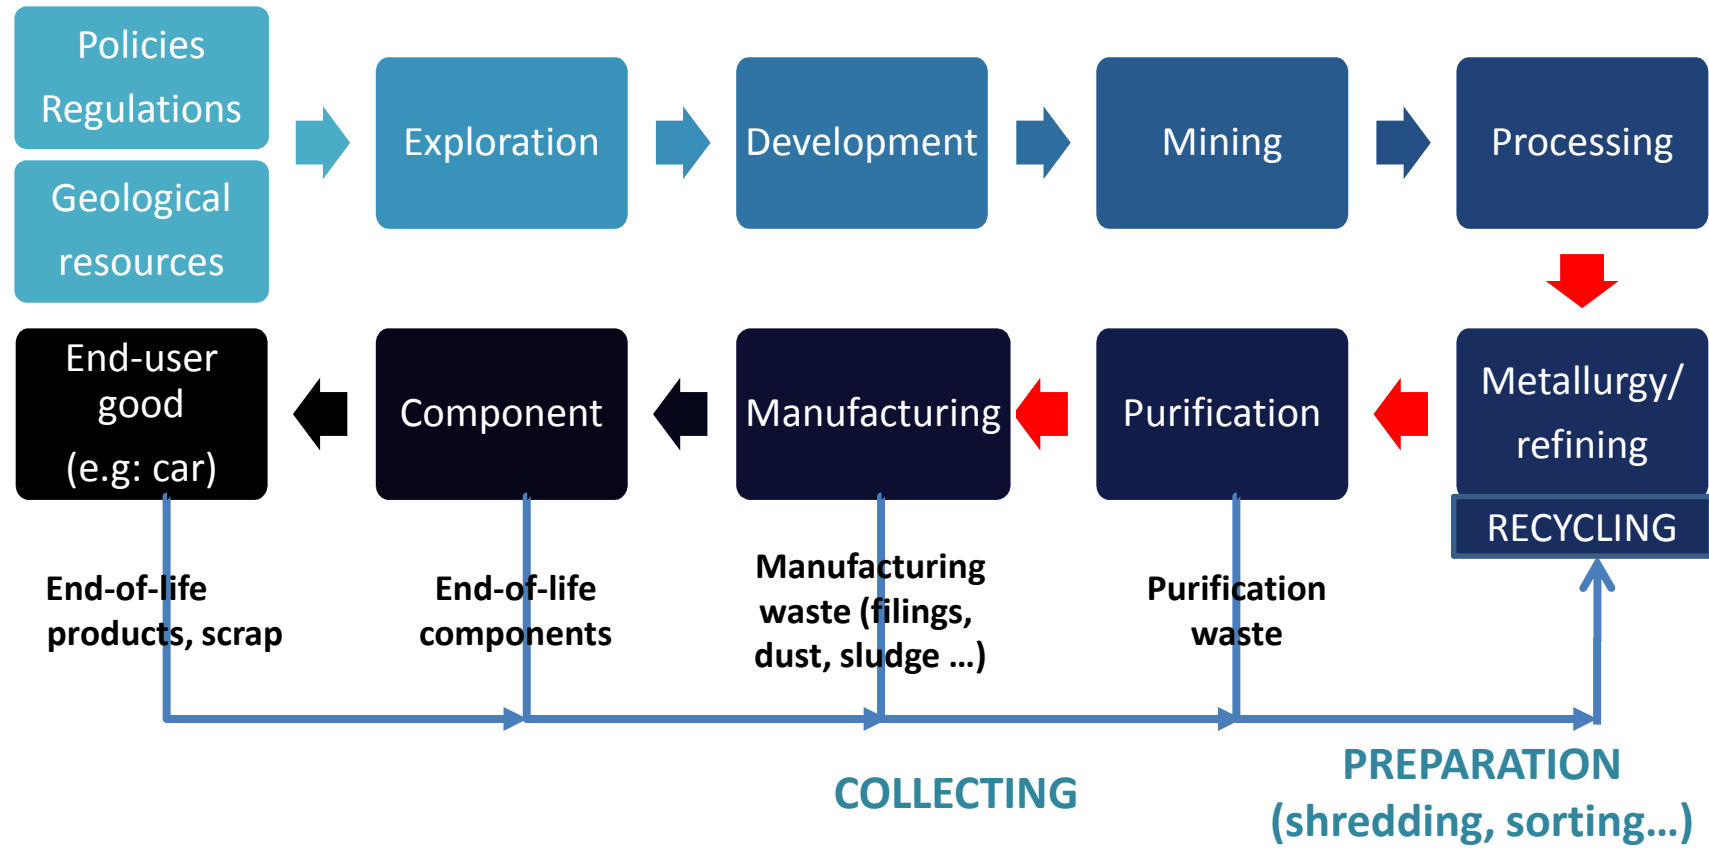 Policies
Regulations
Geological
resources
Exploration
Development
Mining
Processing
End-user
good
(e.g: car)
Component
Manufacturing
Purification
Metallurgy/
refining
RECYCLING
End-of-life
products, scrap
End-of-life
components
Manufacturing
waste (filings,
dust, sludge …)
Purification
waste
COLLECTING
PREPARATION
(shredding, sorting…)